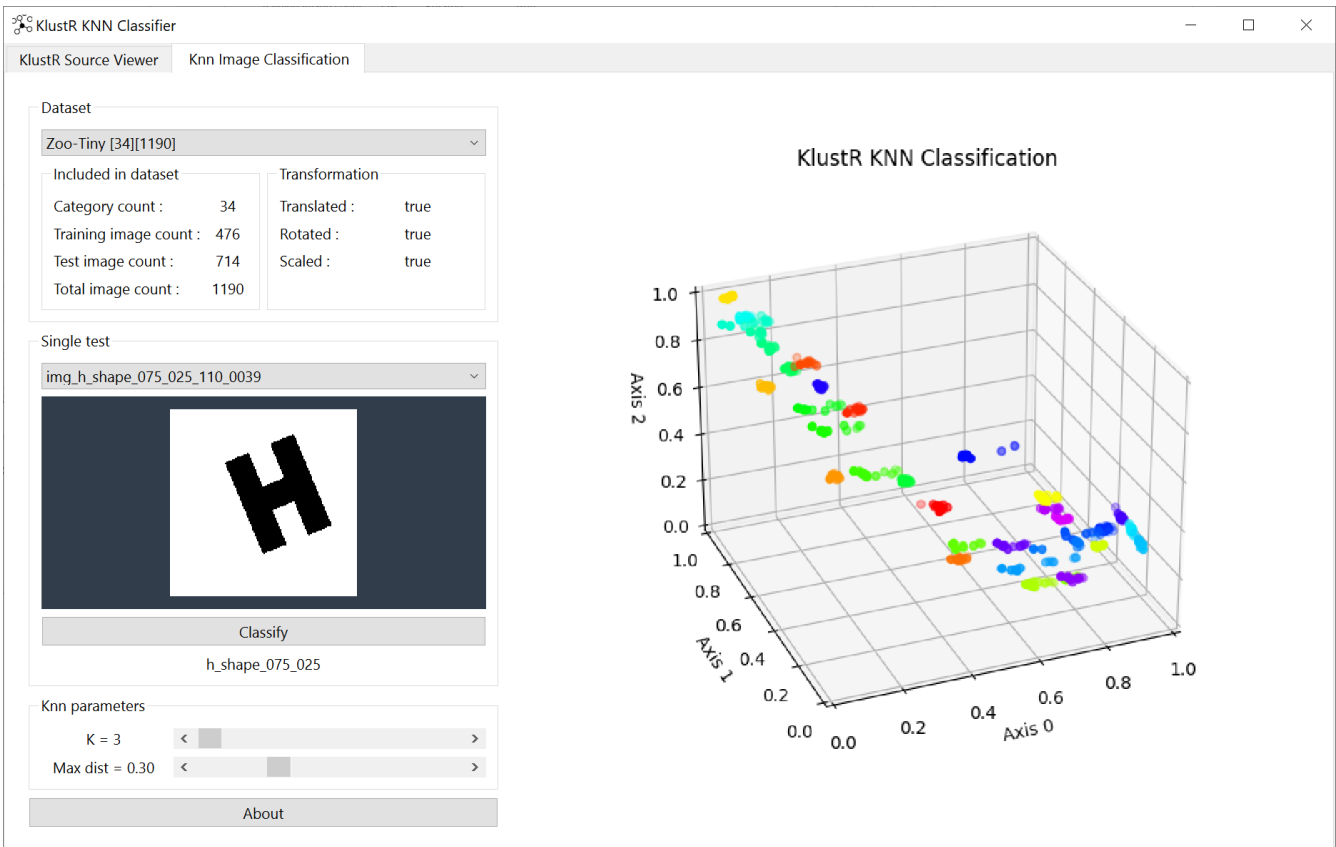 KlustR KNN Classifier
KlustR Source Viewer Knn Image Classification
Dataset
Zoo-Tiny [34][1190]
Included in dataset
Category count : 34
Training image count : 476
Test image count : 714
Total image count : 1190
Transformation
Translated : true
Rotated : true
Scaled : true
Single test
img_h_shape_075_025_110_0039
H
Classify
h_shape_075_025
Knn parameters
K = 3
Max dist = 0.30
About
KlustR KNN Classification
1.0
0.8
0.6
0.4
0.2
0.0
Axis 2
1.0
0.8
0.6
0.4
0.2
0.0
Axis 1
0.0
0.2
0.4
0.6
0.8
1.0
Axis 0